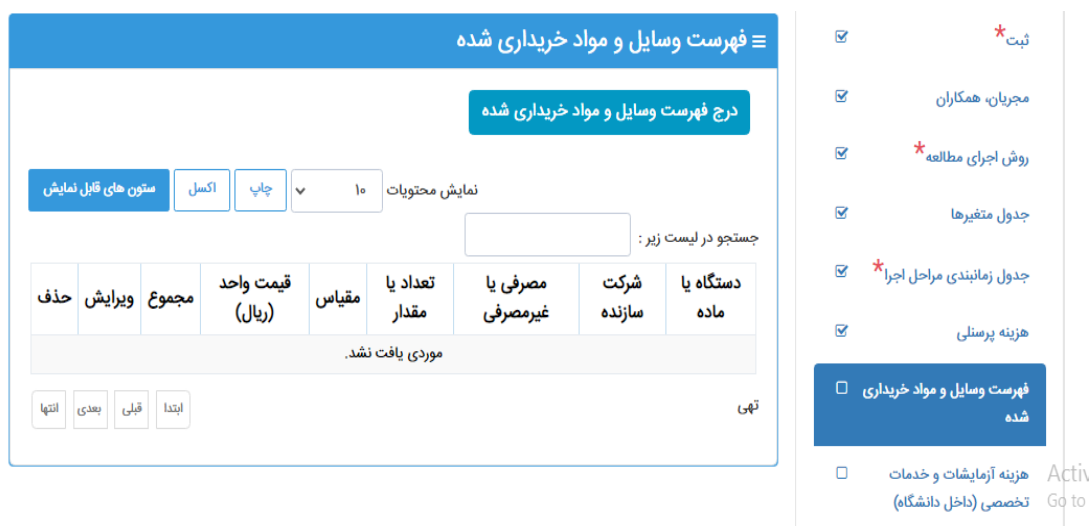 ثبت*
مجریان، همکاران
روش اجرای مطالعه*
جدول متغیرها
جدول زمانبندی مراحل اجرا*
هزینه پرسنلی
فهرست وسایل و مواد خریداری
شده
هزینه آزمایشات و خدمات
تخصصی (داخل دانشگاه)
فهرست وسایل و مواد خریداری شده
درج فهرست وسایل و مواد خریداری شده
نمایش محتویات ۱۰ چاپ اکسل ستون های قابل نمایش
جستجو در لیست زیر :
دستگاه یا ماده شرکت سازنده مصرفی یا غیرمصرفی تعداد یا مقدار مقیاس قیمت واحد (ریال) مجموع ویرایش حذف
موردی یافت نشد.
تهی ابتدا قبلی بعدی انتها
Activ
Go to